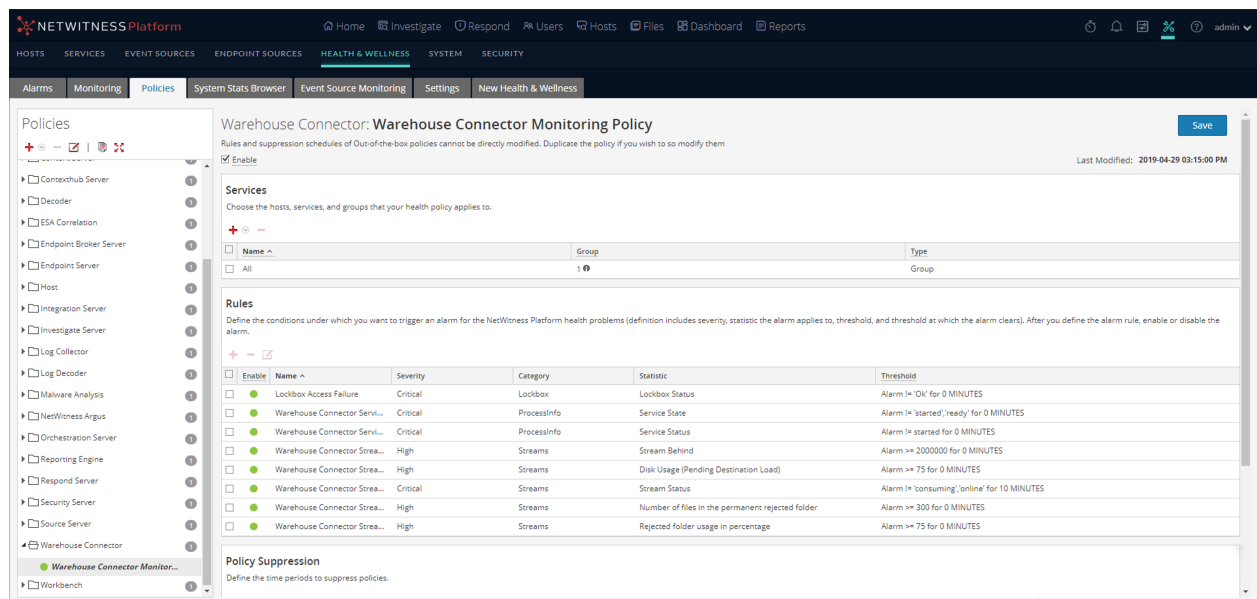 NETWITNESS Platform
Home Investigate Respond Users Hosts Files Dashboard Reports
admin
HOSTS SERVICES EVENT SOURCES ENDPOINT SOURCES HEALTH & WELLNESS SYSTEM SECURITY
Alarms Monitoring Policies System Stats Browser Event Source Monitoring Settings New Health & Wellness
Policies
Contexthub Server 1
Decoder 1
ESA Correlation 1
Endpoint Broker Server 1
Endpoint Server 1
Host 1
Integration Server 1
Investigate Server 1
Log Collector 1
Log Decoder 1
Malware Analysis 1
NetWitness Argus 1
Orchestration Server 1
Reporting Engine 1
Respond Server 1
Security Server 1
Source Server 1
Warehouse Connector 1
Warehouse Connector Monitor...
Workbench 1
Warehouse Connector: Warehouse Connector Monitoring Policy
Save
Rules and suppression schedules of Out-of-the-box policies cannot be directly modified. Duplicate the policy if you wish to so modify them
Enable
Last Modified: 2019-04-29 03:15:00 PM
Services
Choose the hosts, services, and groups that your health policy applies to.
Name Group Type
All 1 Group
Rules
Define the conditions under which you want to trigger an alarm for the NetWitness Platform health problems (definition includes severity, statistic the alarm applies to, threshold, and threshold at which the alarm clears). After you define the alarm rule, enable or disable the
alarm.
Enable Name Severity Category Statistic Threshold
Lockbox Access Failure Critical Lockbox Lockbox Status Alarm != 'Ok' for 0 MINUTES
Warehouse Connector Servi... Critical ProcessInfo Service State Alarm != 'started','ready' for 0 MINUTES
Warehouse Connector Servi... Critical ProcessInfo Service Status Alarm != started for 0 MINUTES
Warehouse Connector Strea... High Streams Stream Behind Alarm >= 2000000 for 0 MINUTES
Warehouse Connector Strea... High Streams Disk Usage (Pending Destination Load) Alarm >= 75 for 0 MINUTES
Warehouse Connector Strea... Critical Streams Stream Status Alarm != 'consuming','online' for 10 MINUTES
Warehouse Connector Strea... High Streams Number of files in the permanent rejected folder Alarm >= 300 for 0 MINUTES
Warehouse Connector Strea... High Streams Rejected folder usage in percentage Alarm >= 75 for 0 MINUTES
Policy Suppression
Define the time periods to suppress policies.